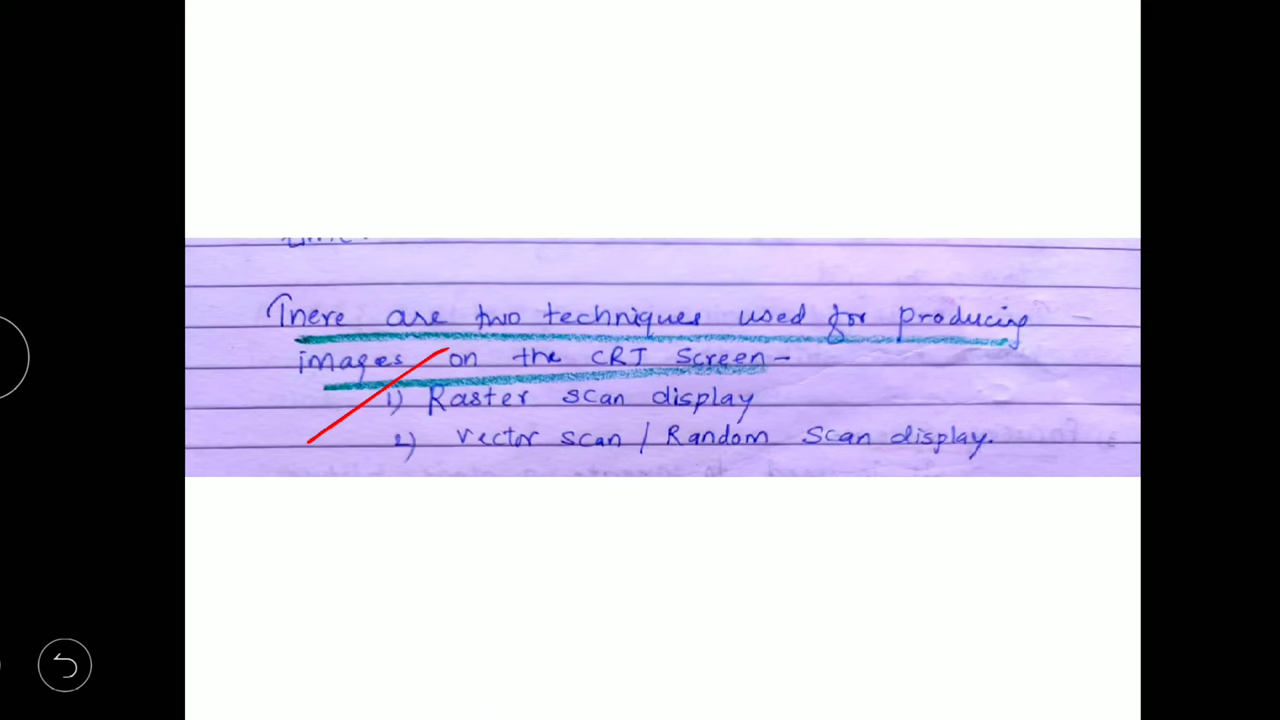 There are two techniques used for producing
images on the CRT Screen-
1) Raster scan display
2) vector scan / Random scan display.